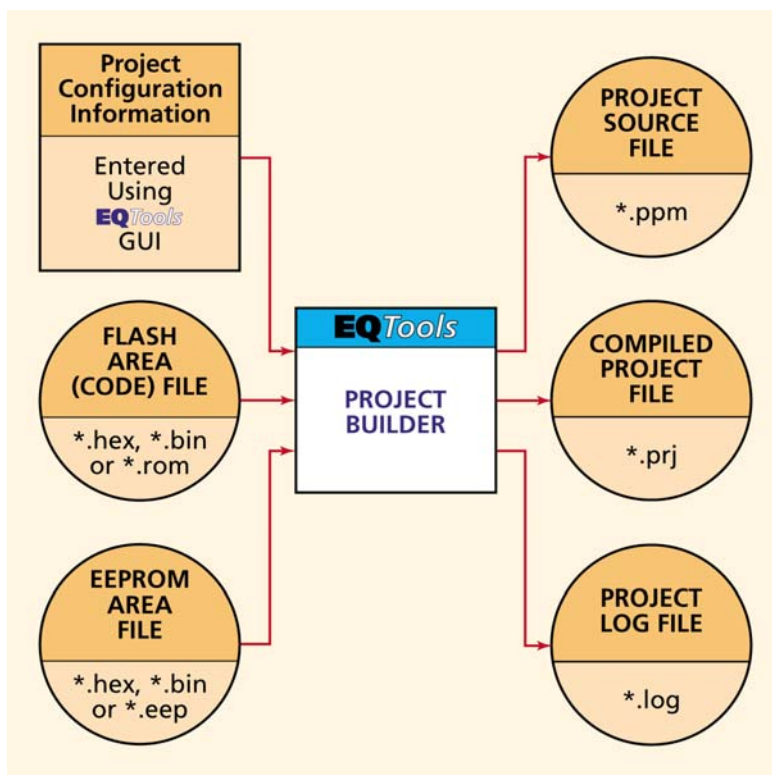 Project
Configuration
Information
Entered
Using
EQTools
GUI
FLASH
AREA
(CODE) FILE
*.hex, *.bin
or *.rom
EEPROM
AREA
FILE
*.hex, *.bin
or *.eep
EQTools
PROJECT
BUILDER
PROJECT
SOURCE
FILE
*.ppm
COMPILED
PROJECT
FILE
*.prj
PROJECT
LOG FILE
*.log